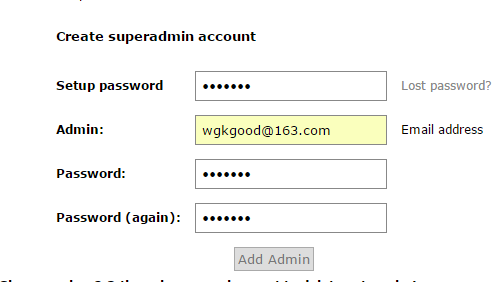 Create superadmin account
Setup password ••••••• Lost password?
Admin: wgkgood@163.com Email address
Password: •••••••
Password (again): •••••••
Add Admin